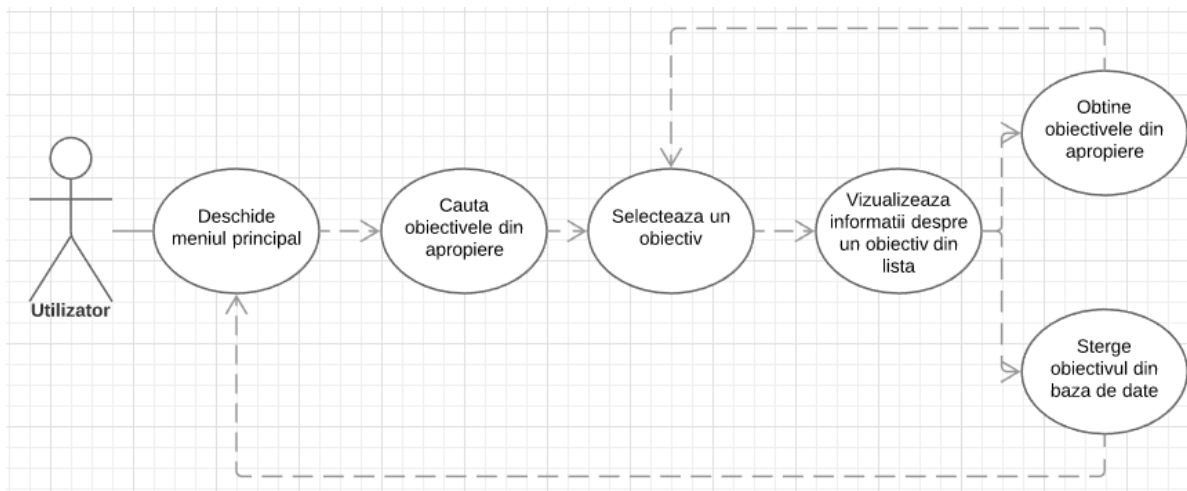 Utilizator
Deschide
meniul principal
Cauta
obiectivele din
apropiere
Selecteaza un
obiectiv
Vizualizeaza
informatii despre
un obiectiv din
lista
Obtine
obiectivele din
apropiere
Sterge
obiectivul din
baza de date